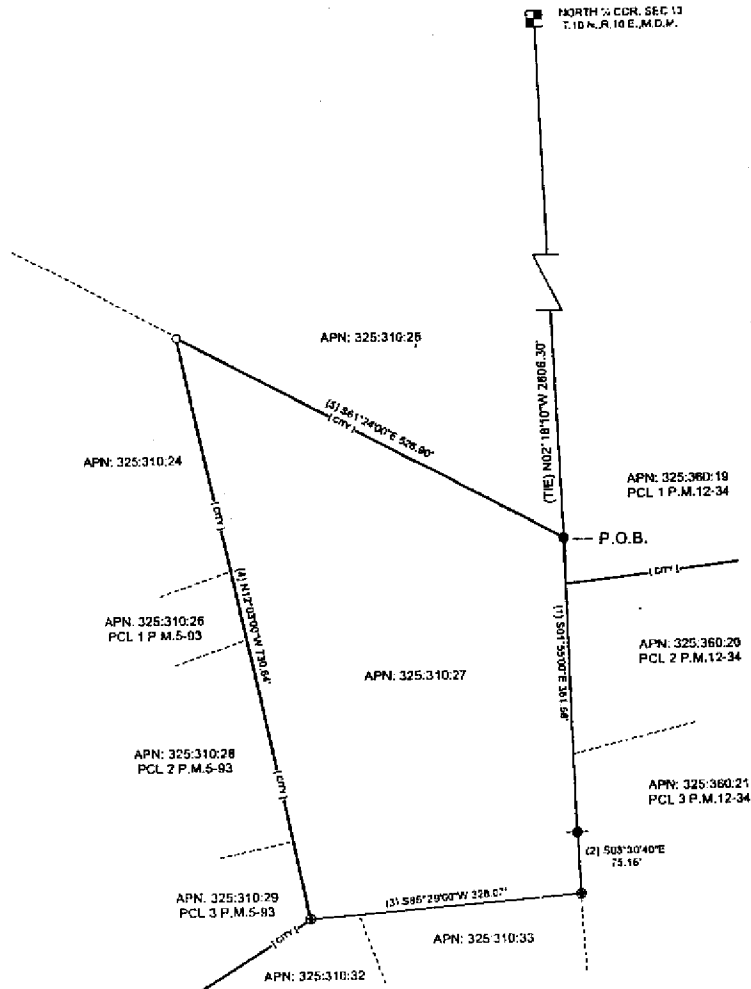 NORTH ¼ COR. SEC 13
T.10 N., R.10 E., M.D.M.
APN: 325:310:25
(5) S61°24'00"E 526.90'
(CITY)
(TIE) N02°18'10"W 2606.30'
APN: 325:310:24
APN: 325:360:19
PCL 1 P.M.12-34
P.O.B.
(CITY)
(CITY)
(4) N12°03'00"W 730.64'
(1) S01°55'00"E 361.68'
APN: 325:310:26
PCL 1 P.M.5-93
APN: 325:360:20
PCL 2 P.M.12-34
APN: 325:310:27
APN: 325:310:28
PCL 2 P.M.5-93
(CITY)
APN: 325:360:21
PCL 3 P.M.12-34
(2) S03°30'40"E
75.16'
APN: 325:310:29
PCL 3 P.M.5-93
(3) S85°29'00"W 328.07'
(CITY)
APN: 325:310:33
APN: 325:310:32